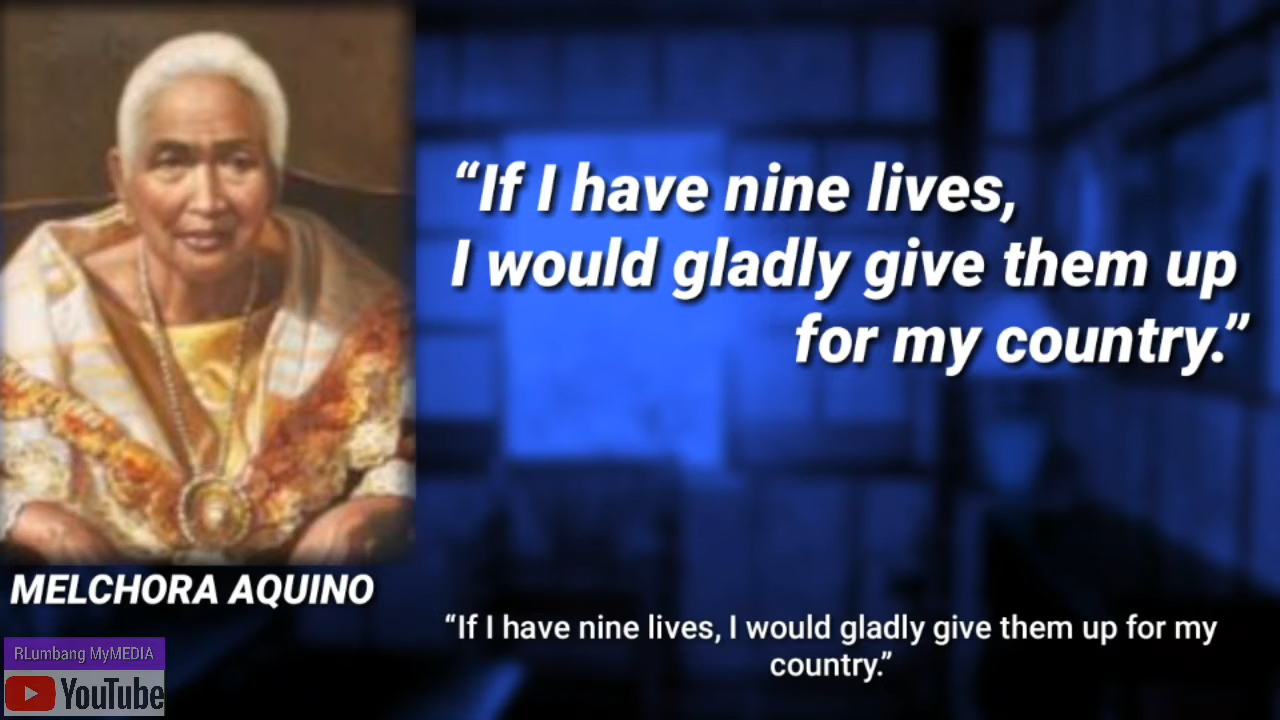 “If I have nine lives,
I would gladly give them up
for my country.”
MELCHORA AQUINO
“If I have nine lives, I would gladly give them up for my
country.”
RLumbang MyMEDIA
YouTube